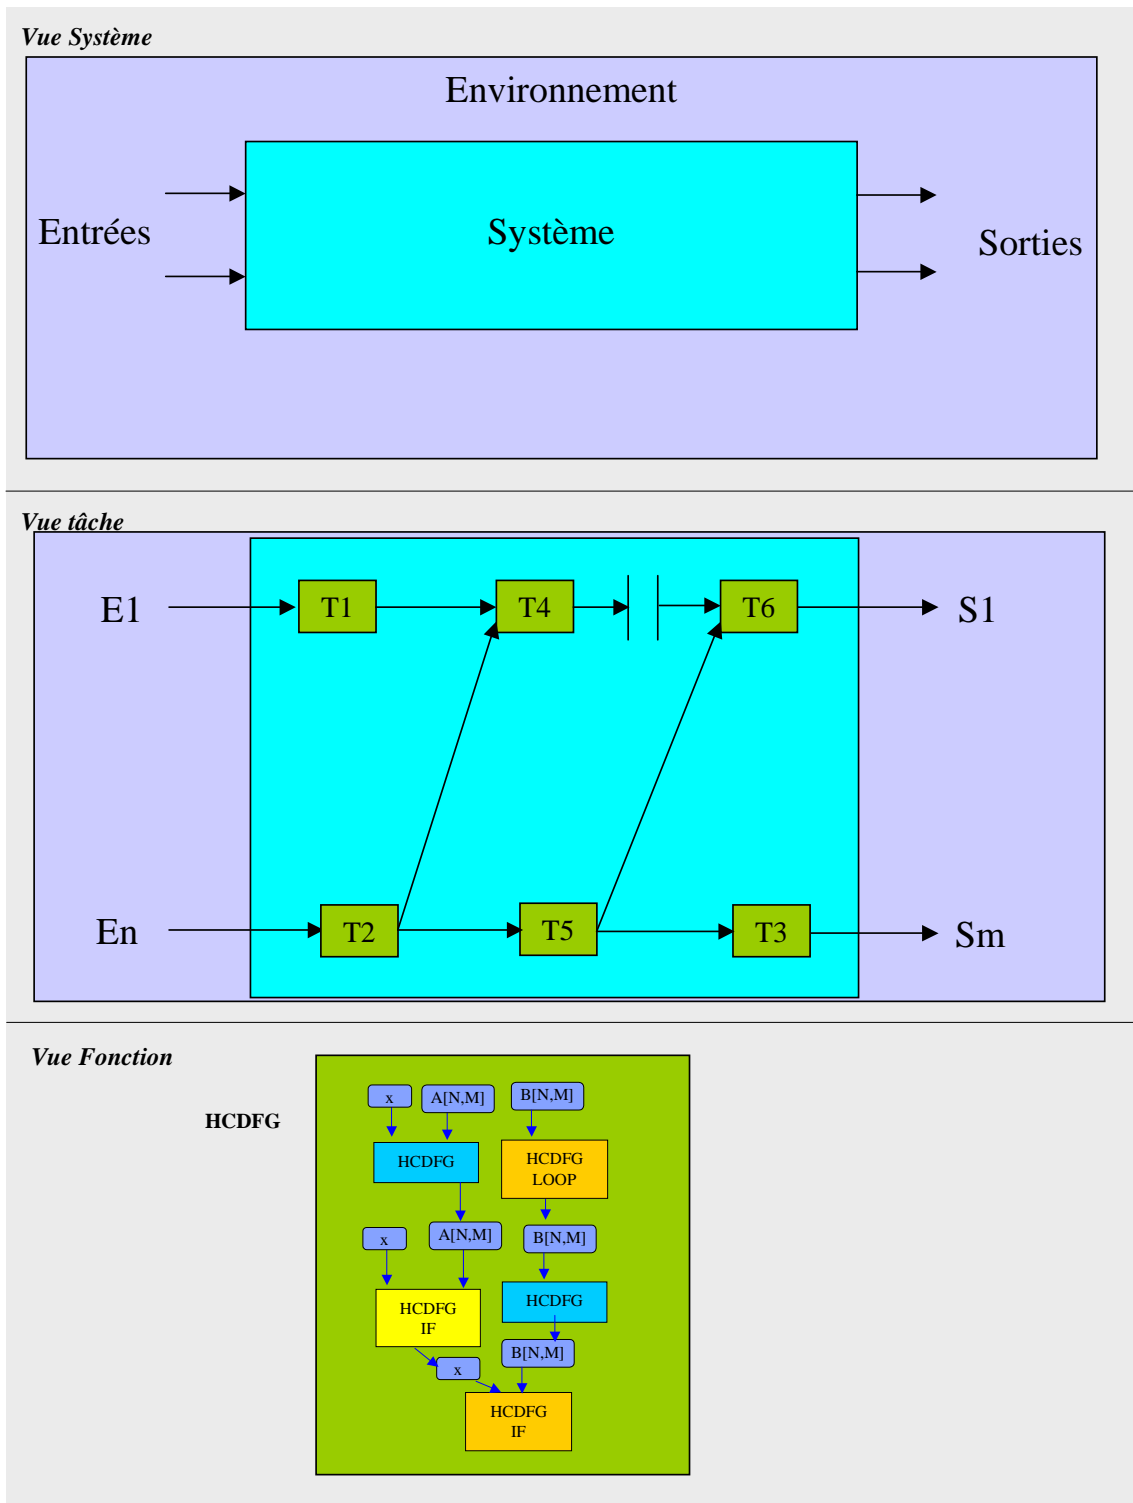 Vue Système
Environnement
Entrées
Système
Sorties
Vue tâche
E1
T1
T4
T6
S1
En
T2
T5
T3
Sm
Vue Fonction
HCDFG
x
A[N,M]
B[N,M]
HCDFG
HCDFG
LOOP
x
A[N,M]
B[N,M]
HCDFG
IF
HCDFG
B[N,M]
x
HCDFG
IF